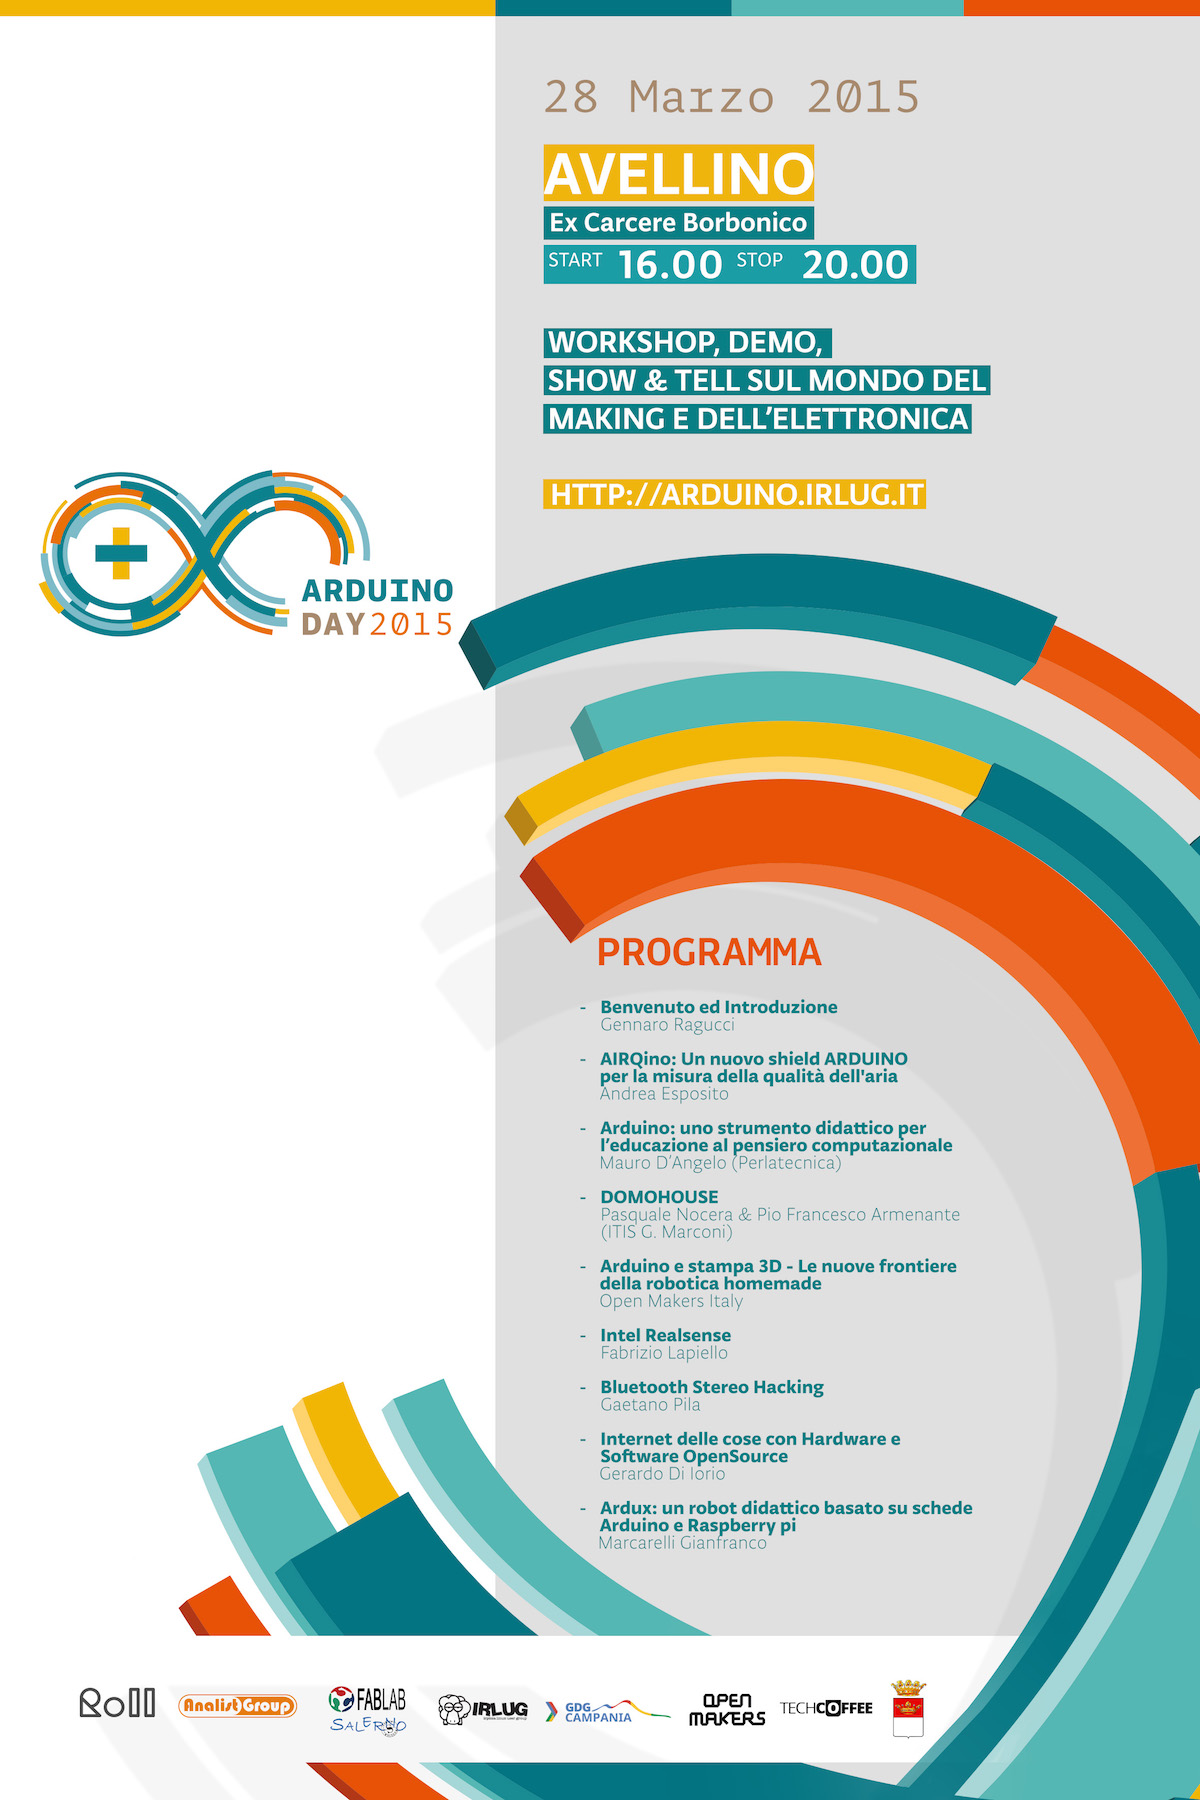 28 Marzo 2015
AVELLINO
Ex Carcere Borbonico
START 16.00 STOP 20.00
WORKSHOP, DEMO,
SHOW & TELL SUL MONDO DEL
MAKING E DELL'ELETTRONICA
HTTP://ARDUINO.IRLUG.IT
ARDUINO
DAY2015
PROGRAMMA
- Benvenuto ed Introduzione
Gennaro Ragucci
- AIRQino: Un nuovo shield ARDUINO
per la misura della qualità dell'aria
Andrea Esposito
- Arduino: uno strumento didattico per
l'educazione al pensiero computazionale
Mauro D'Angelo (Perlatecnica)
- DOMOHOUSE
Pasquale Nocera & Pio Francesco Armenante
(ITIS G. Marconi)
- Arduino e stampa 3D - Le nuove frontiere
della robotica homemade
Open Makers Italy
- Intel Realsense
Fabrizio Lapiello
- Bluetooth Stereo Hacking
Gaetano Pila
- Internet delle cose con Hardware e
Software OpenSource
Gerardo Di Iorio
- Ardux: un robot didattico basato su schede
Arduino e Raspberry pi
Marcarelli Gianfranco
Roll
Analist Group
FABLAB
SALERNO
IRLUG
GDG
CAMPANIA
OPEN
MAKERS
TECHCOFFEE